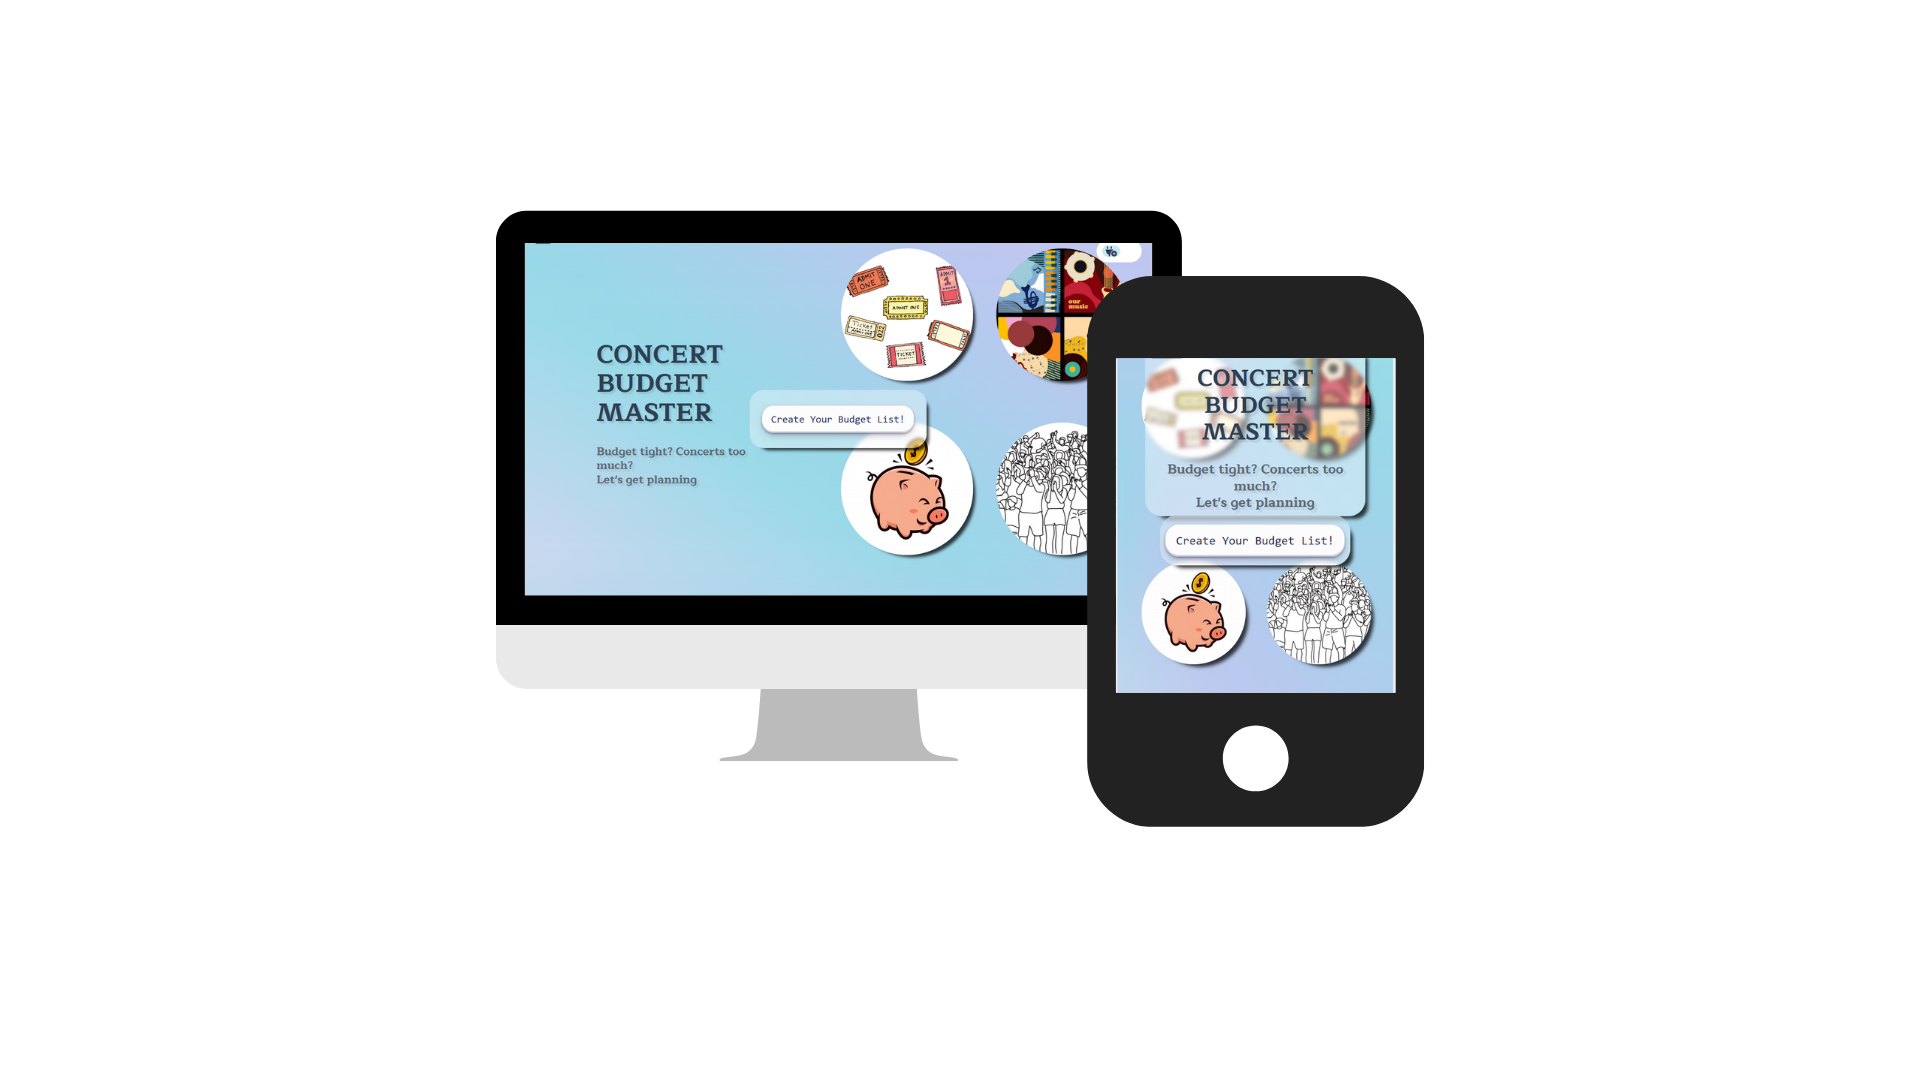 ADMIT
ONE
ADMIT
1
ADMIT ONE
TICKET
TICKET
our
music
CONCERT
BUDGET
MASTER
Budget tight? Concerts too
much?
Let's get planning
Create Your Budget List!
CONCERT
BUDGET
MASTER
Budget tight? Concerts too
much?
Let's get planning
Create Your Budget List!